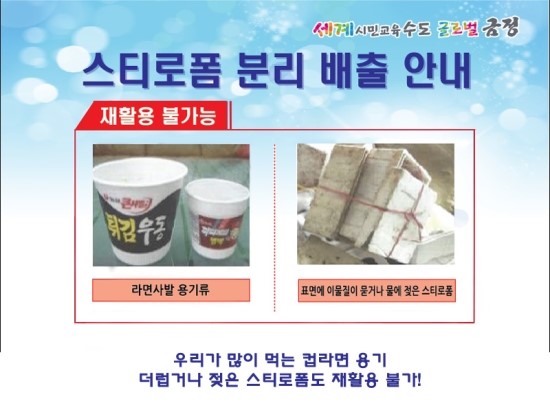 세계시민교육수도 글로벌 금정
스티로폼 분리 배출 안내
재활용 불가능
튀김우동
라면사발 용기류
표면에 이물질이 묻거나 물에 젖은 스티로폼
우리가 많이 먹는 컵라면 용기
더럽거나 젖은 스티로폼도 재활용 불가!